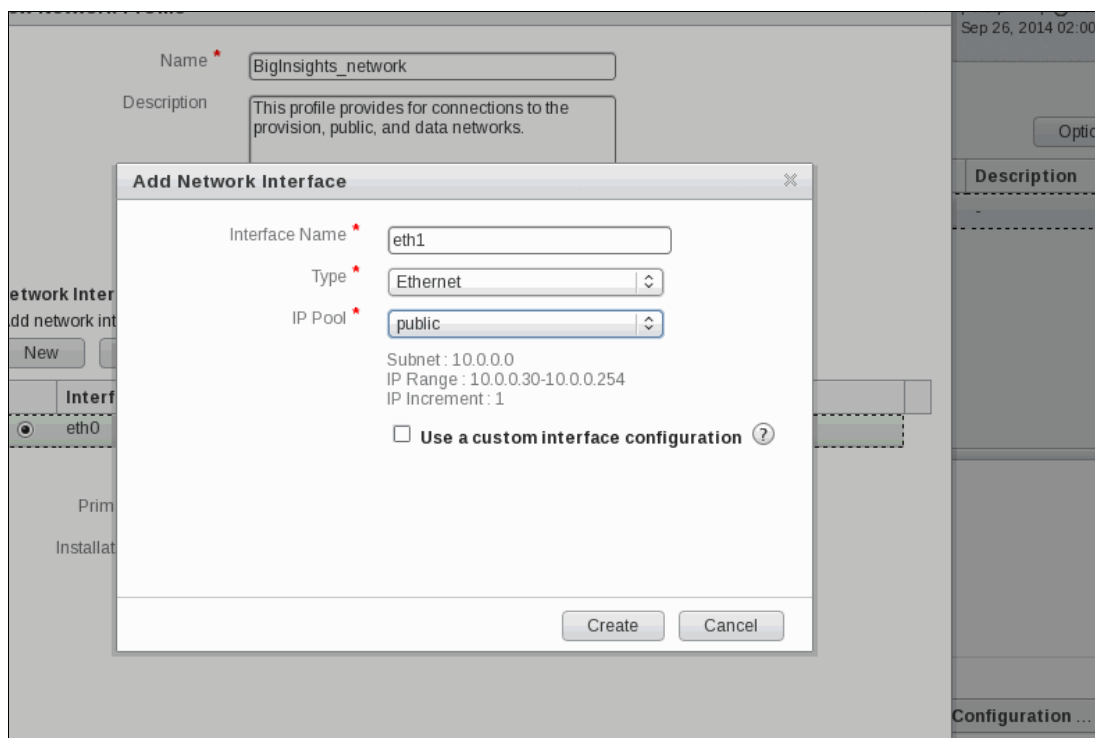 Sep 26, 2014 02:00
Name *
BigInsights_network
Description
This profile provides for connections to the
provision, public, and data networks.
Optio
Description
-
Add Network Interface
Interface Name *
eth1
Type *
Ethernet
IP Pool *
public
Subnet : 10.0.0.0
IP Range : 10.0.0.30-10.0.0.254
IP Increment : 1
Use a custom interface configuration ?
etwork Inter
dd network int
New
Interf
eth0
Prim
Installat
Create
Cancel
Configuration ...